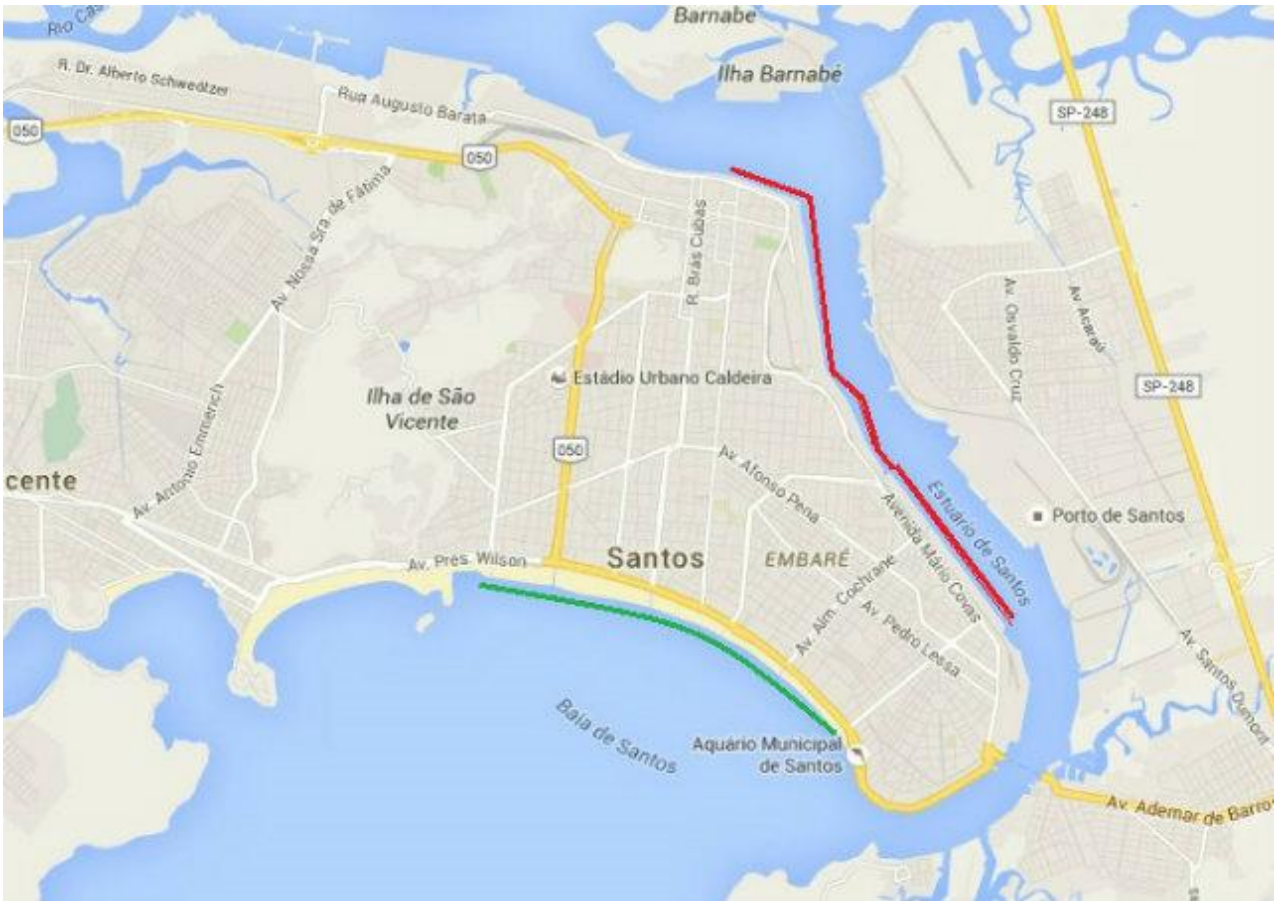 Rio Cas
Barnabe
Ilha Barnabé
R. Dr. Alberto Schweotzer
Rua Augusto Barata
SP-248
050
050
Av. Nossa Sra. de Fátima
R. Brás Cubas
Av. Osvaldo Cruz
Av. Acaraú
Estádio Urbano Caldeira
SP-248
Ilha de São
Vicente
Av. Antonio Emmerich
050
cente
Av. Afonso Pena
Avenida Mário Covas
Estuário de Santos
Porto de Santos
Av. Pres. Wilson
Santos
EMBARÉ
Av. Alm. Cochrane
Av. Pedro Lessa
Av. Santos Dumont
Baía de Santos
Aquário Municipal
de Santos
Av. Ademar de Barros